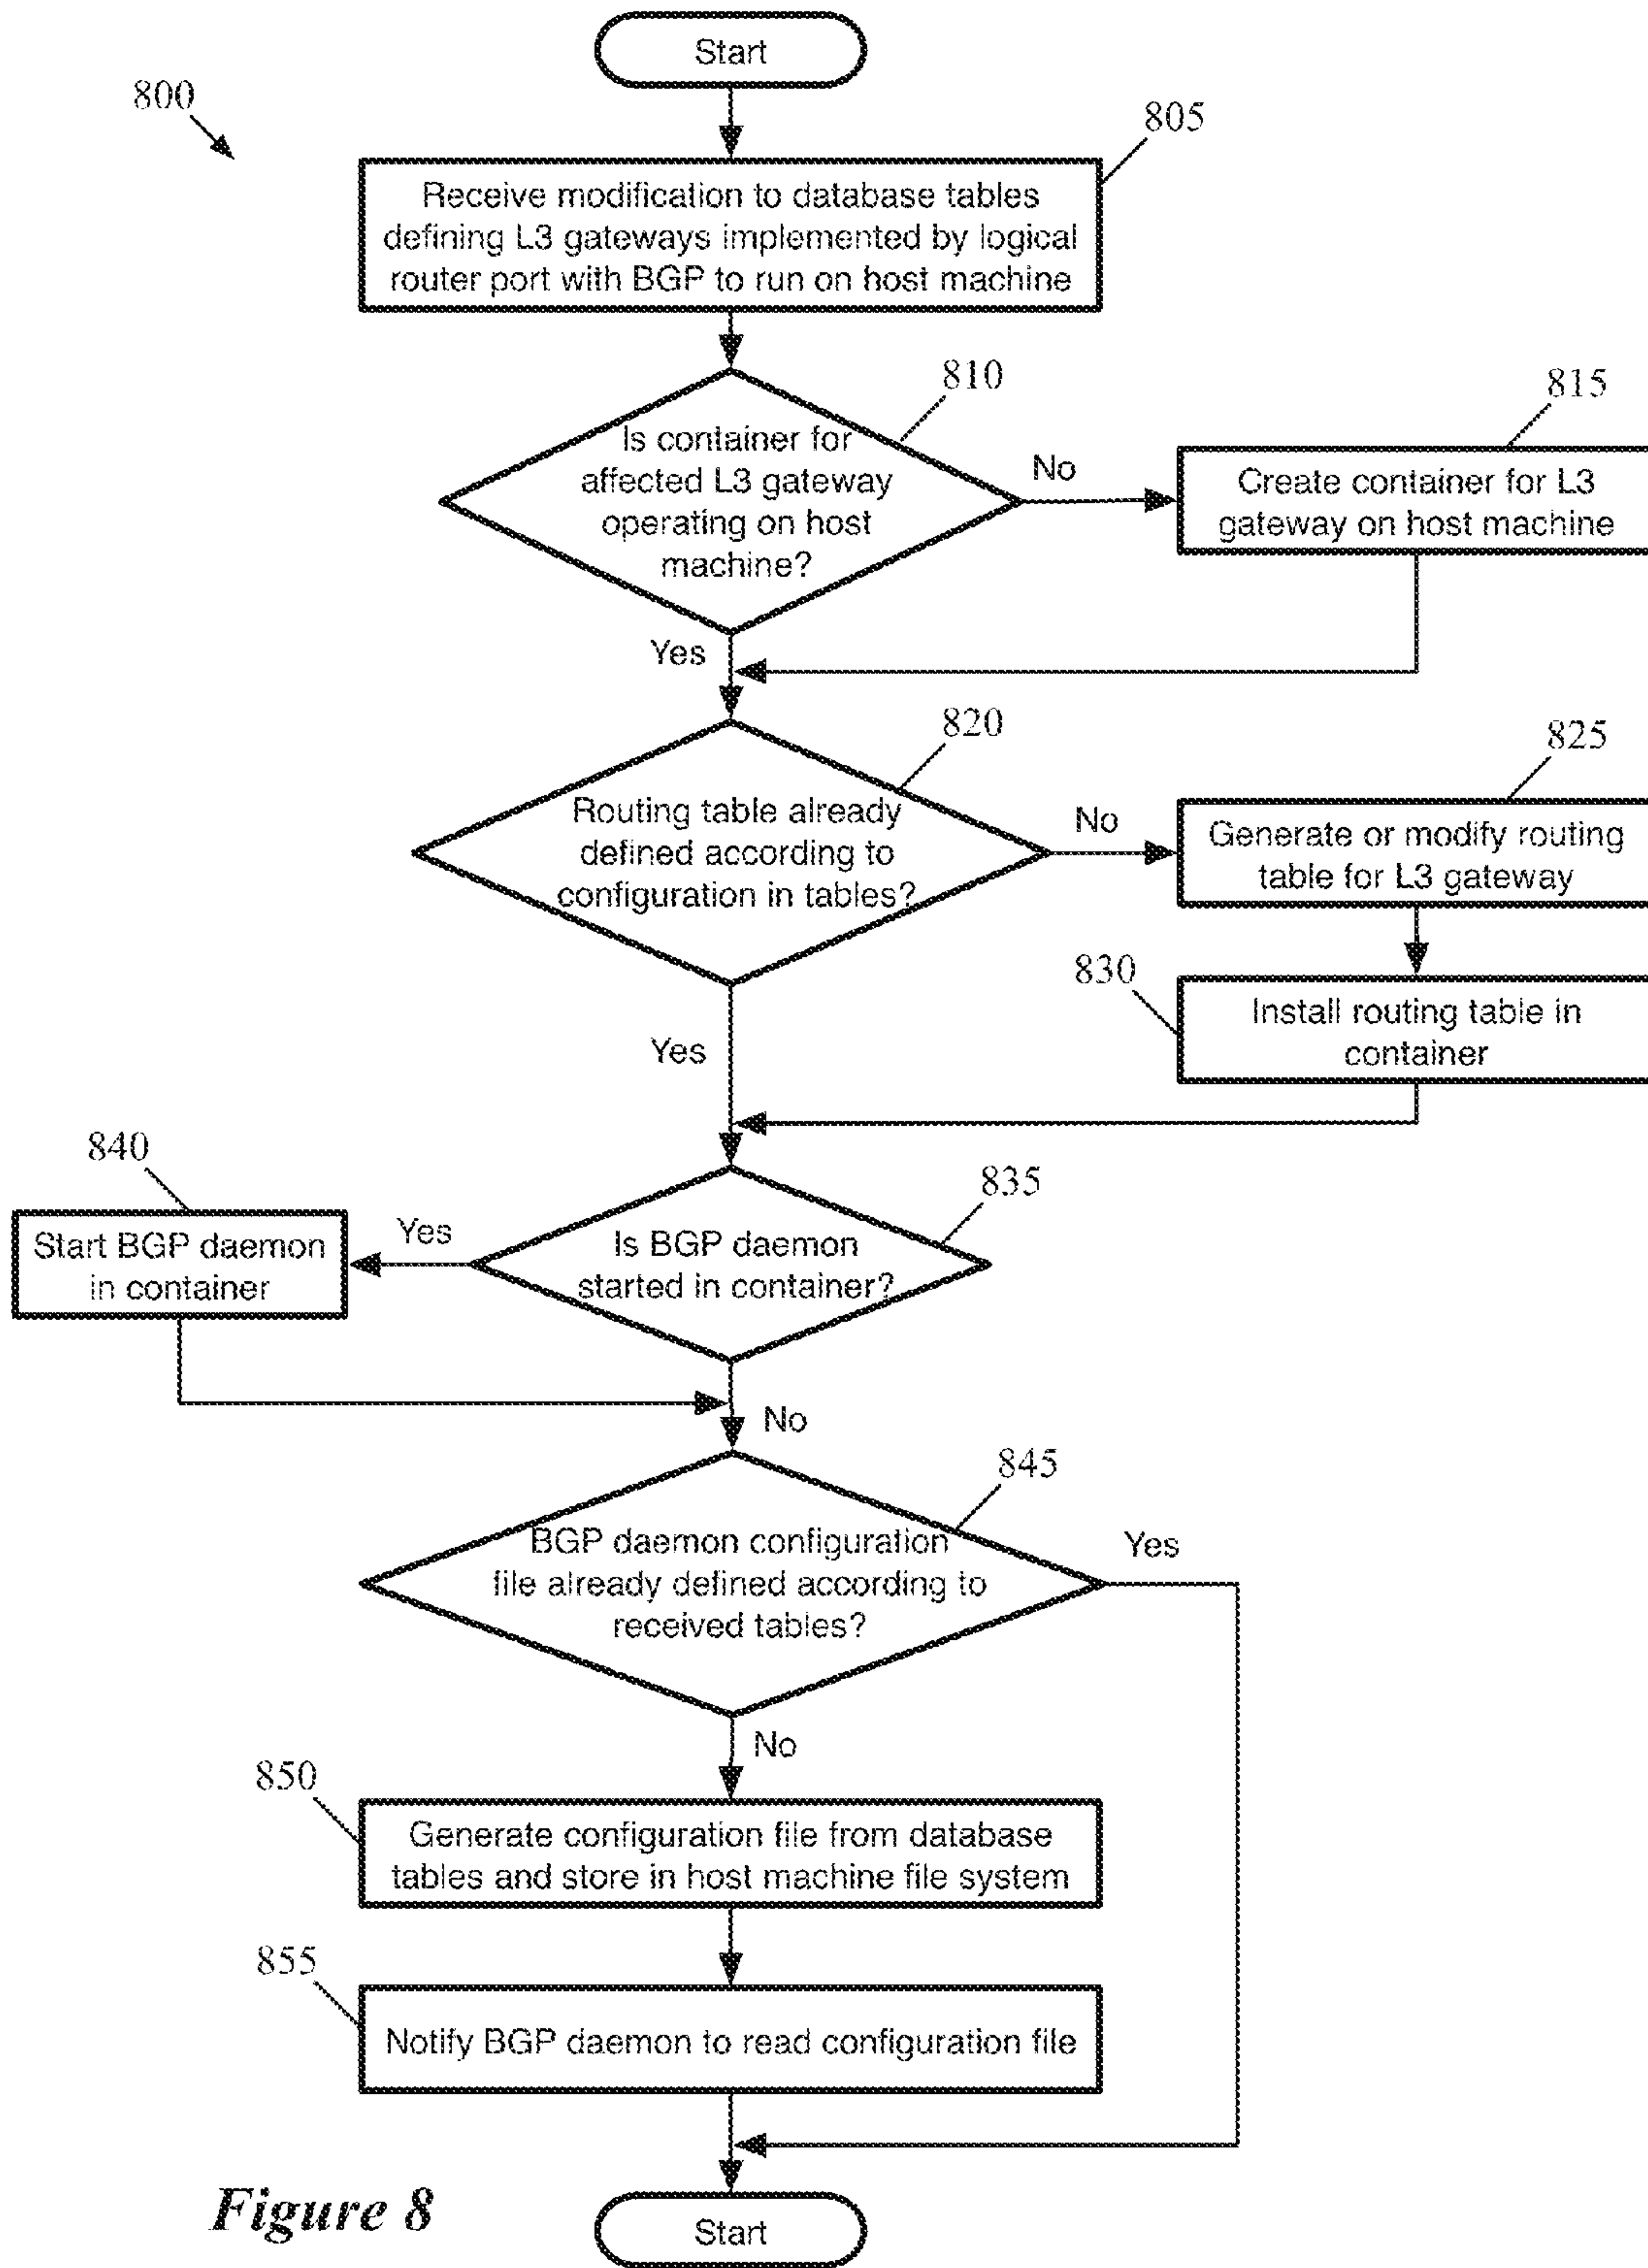 Start
800
805
Receive modification to database tables
defining L3 gateways implemented by logical
router port with BGP to run on host machine
810
Is container for
affected L3 gateway
operating on host
machine?
No
815
Create container for L3
gateway on host machine
Yes
820
Routing table already
defined according to
configuration in tables?
No
825
Generate or modify routing
table for L3 gateway
830
Install routing table in
container
Yes
835
Is BGP daemon
started in container?
Yes
840
Start BGP daemon
in container
No
845
BGP daemon configuration
file already defined according to
received tables?
Yes
No
850
Generate configuration file from database
tables and store in host machine file system
855
Notify BGP daemon to read configuration file
Start
Figure 8